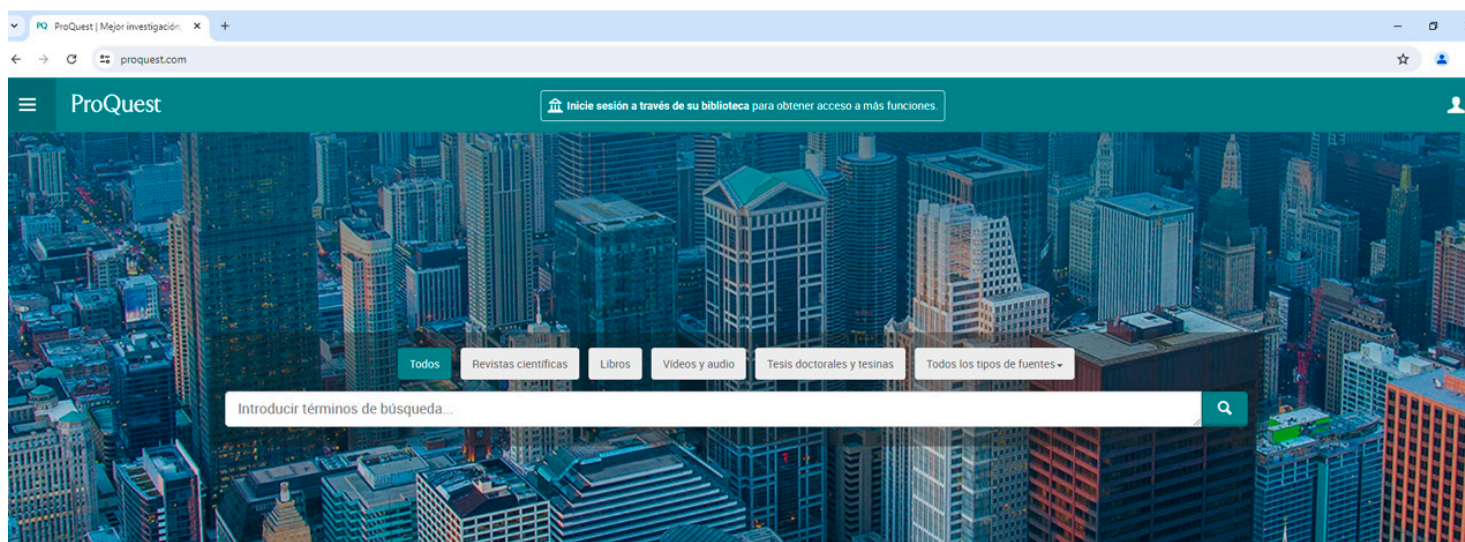 PQ ProQuest | Mejor investigación,
proquest.com
ProQuest
Inicie sesión a través de su biblioteca para obtener acceso a más funciones.
Todos
Revistas científicas
Libros
Vídeos y audio
Tesis doctorales y tesinas
Todos los tipos de fuentes
Introducir términos de búsqueda...